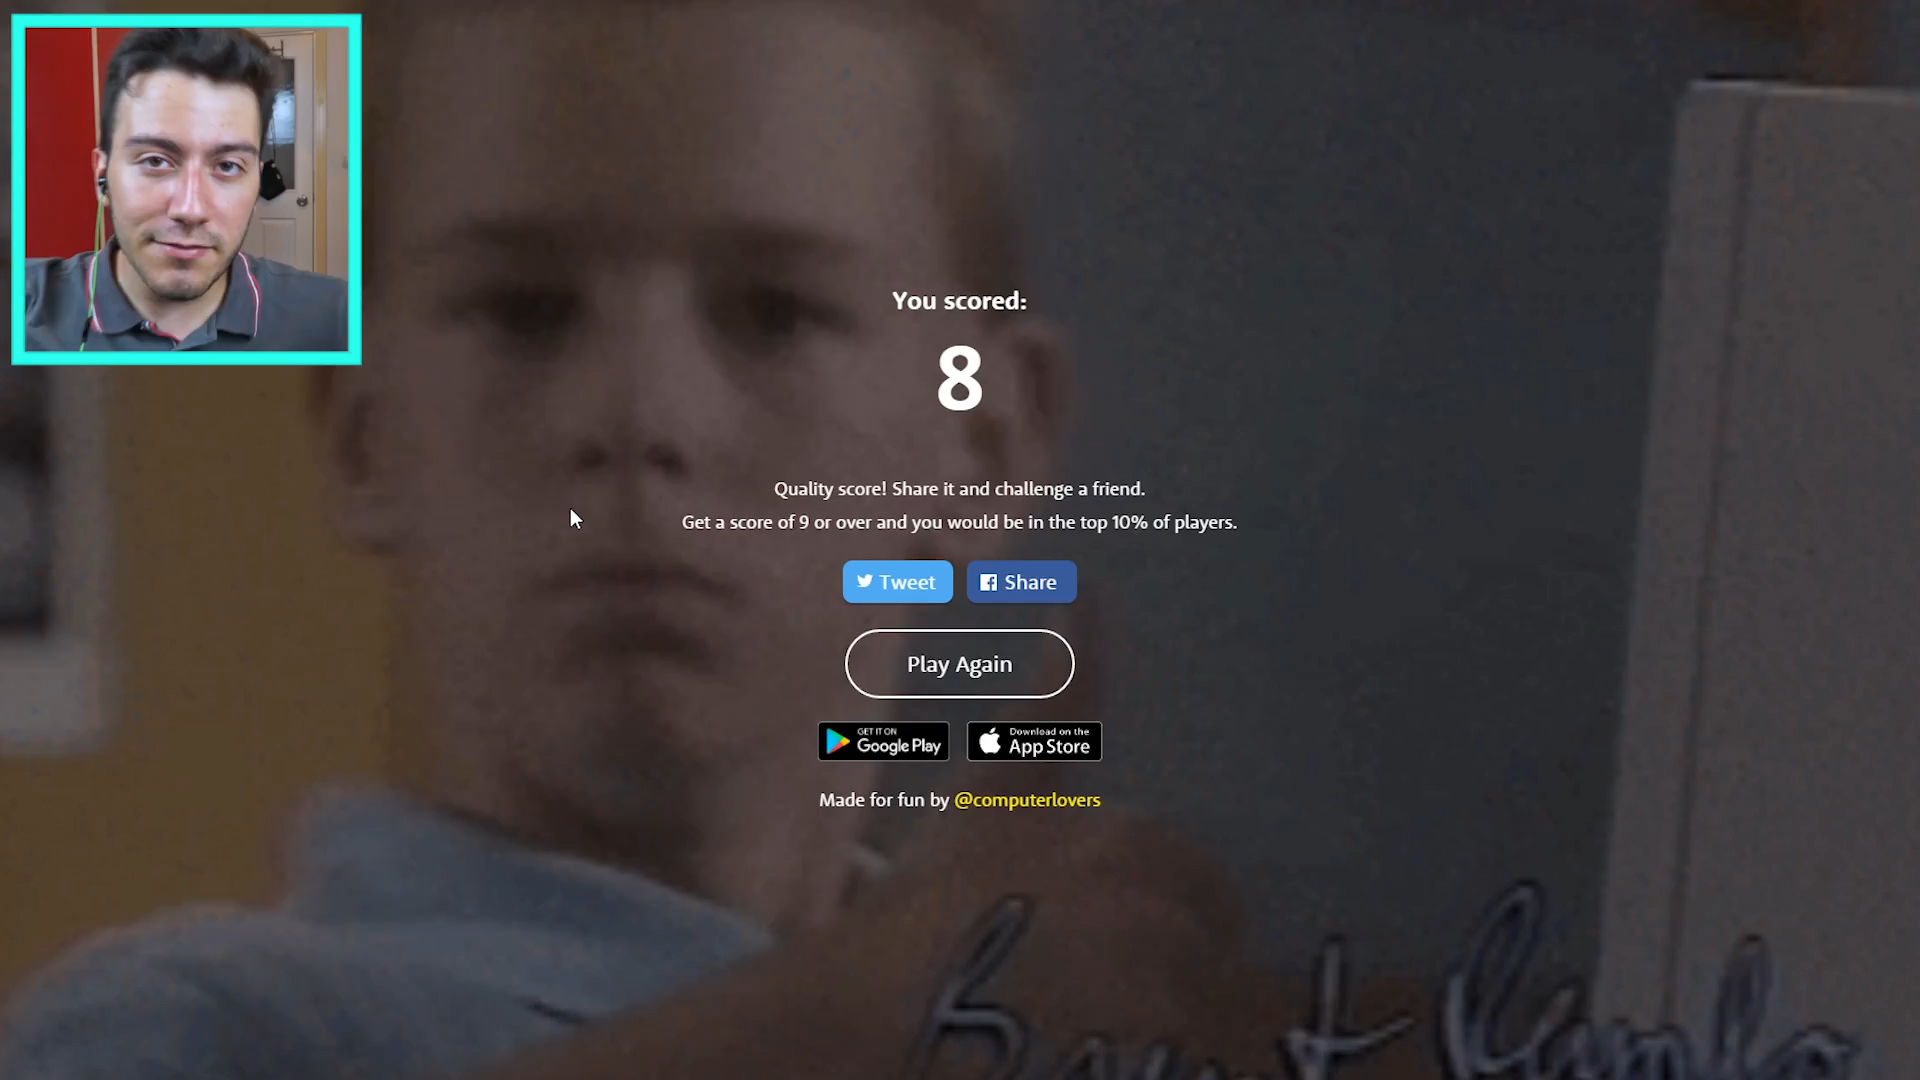 You scored:
8
Quality score! Share it and challenge a friend.
Get a score of 9 or over and you would be in the top 10% of players.
Tweet
Share
Play Again
GET IT ON
Google Play
Download on the
App Store
Made for fun by @computerlovers
Brent Rambo